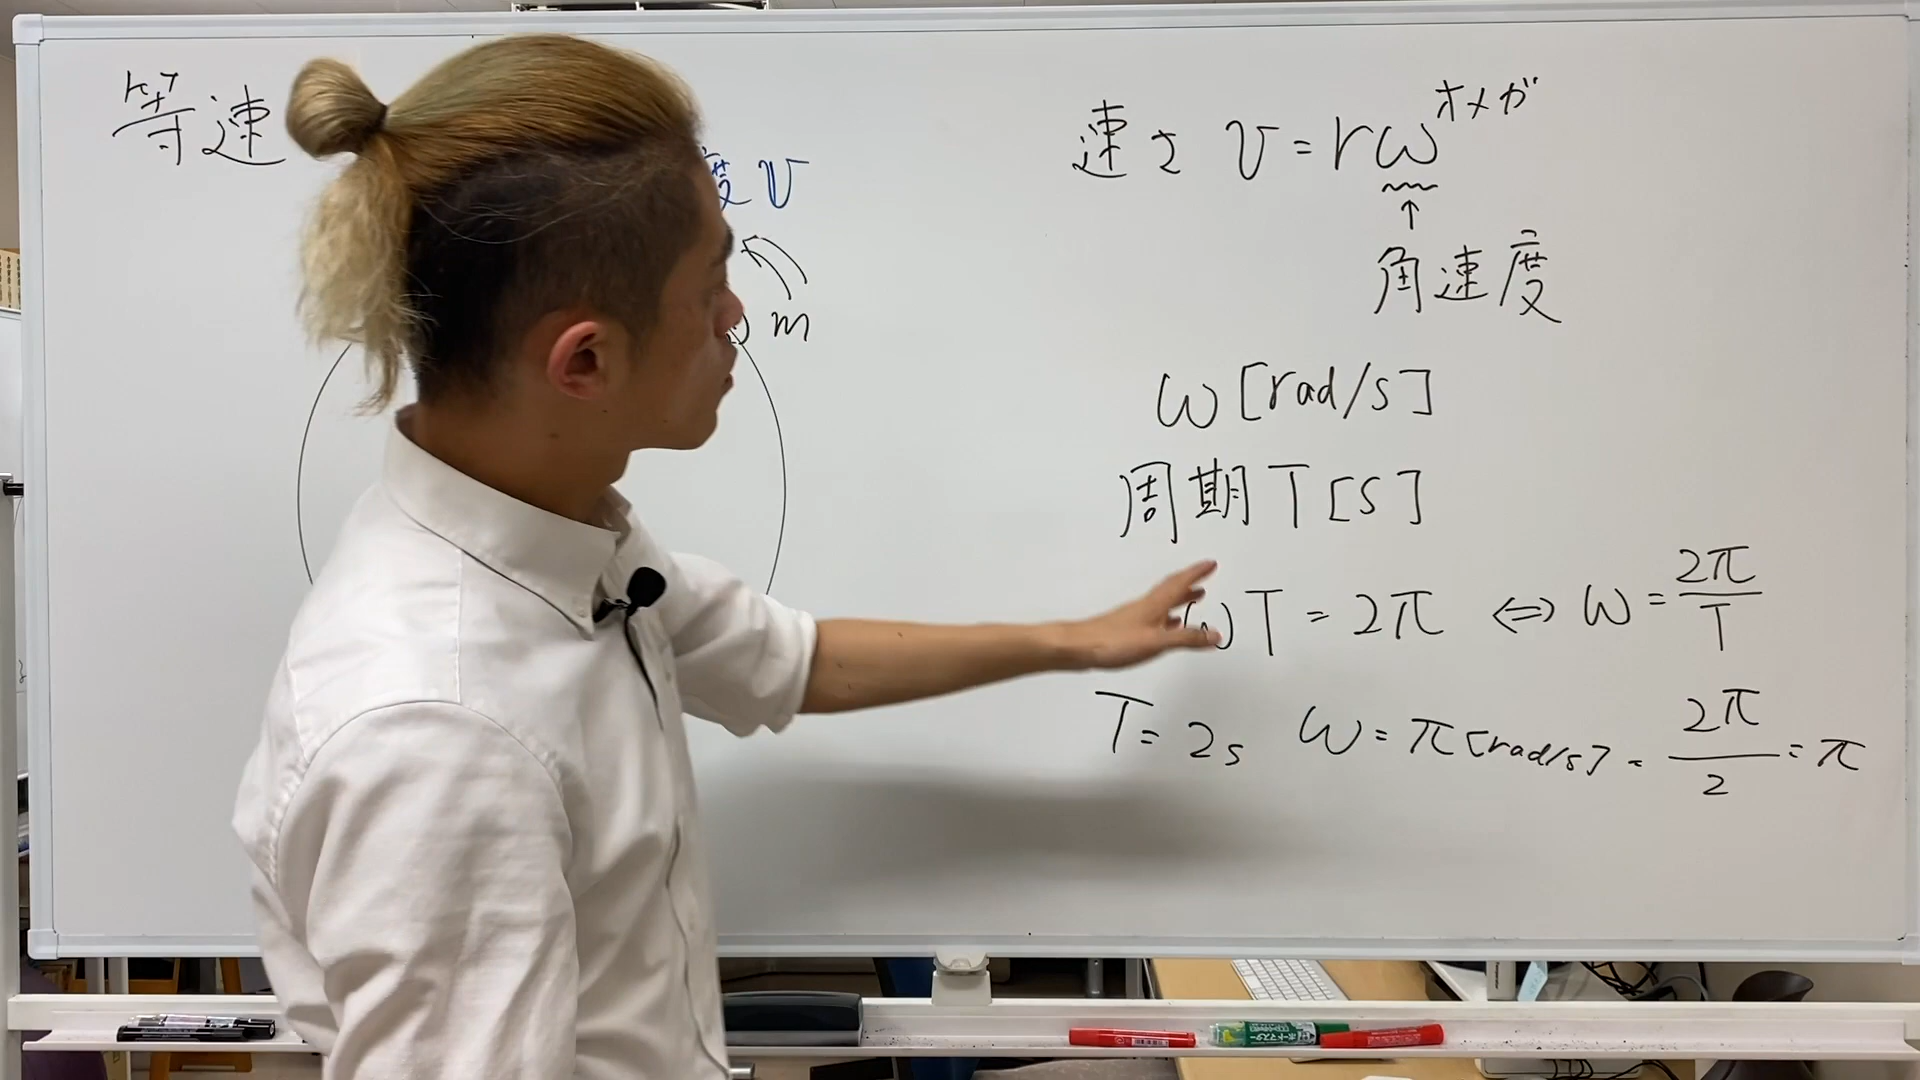 等速
度 v
m
速さ v = rω オメガ
↑
角速度
ω [rad/s]
周期 T [s]
ωT = 2π ⇔ ω = 2π/T
T = 2s ω = π [rad/s] = 2π/2 = π